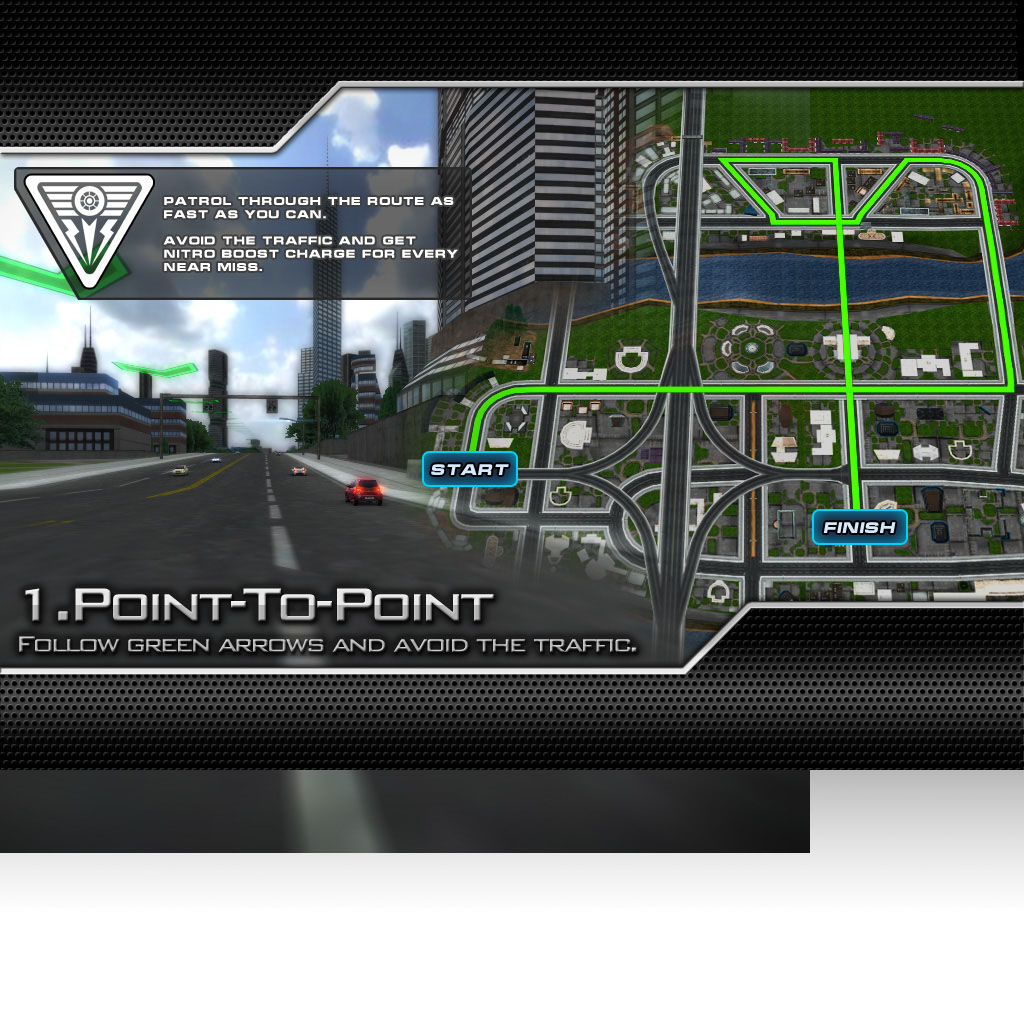 PATROL THROUGH THE ROUTE AS
FAST AS YOU CAN.
AVOID THE TRAFFIC AND GET
NITRO BOOST CHARGE FOR EVERY
NEAR MISS.
START
FINISH
1.POINT-TO-POINT
FOLLOW GREEN ARROWS AND AVOID THE TRAFFIC.